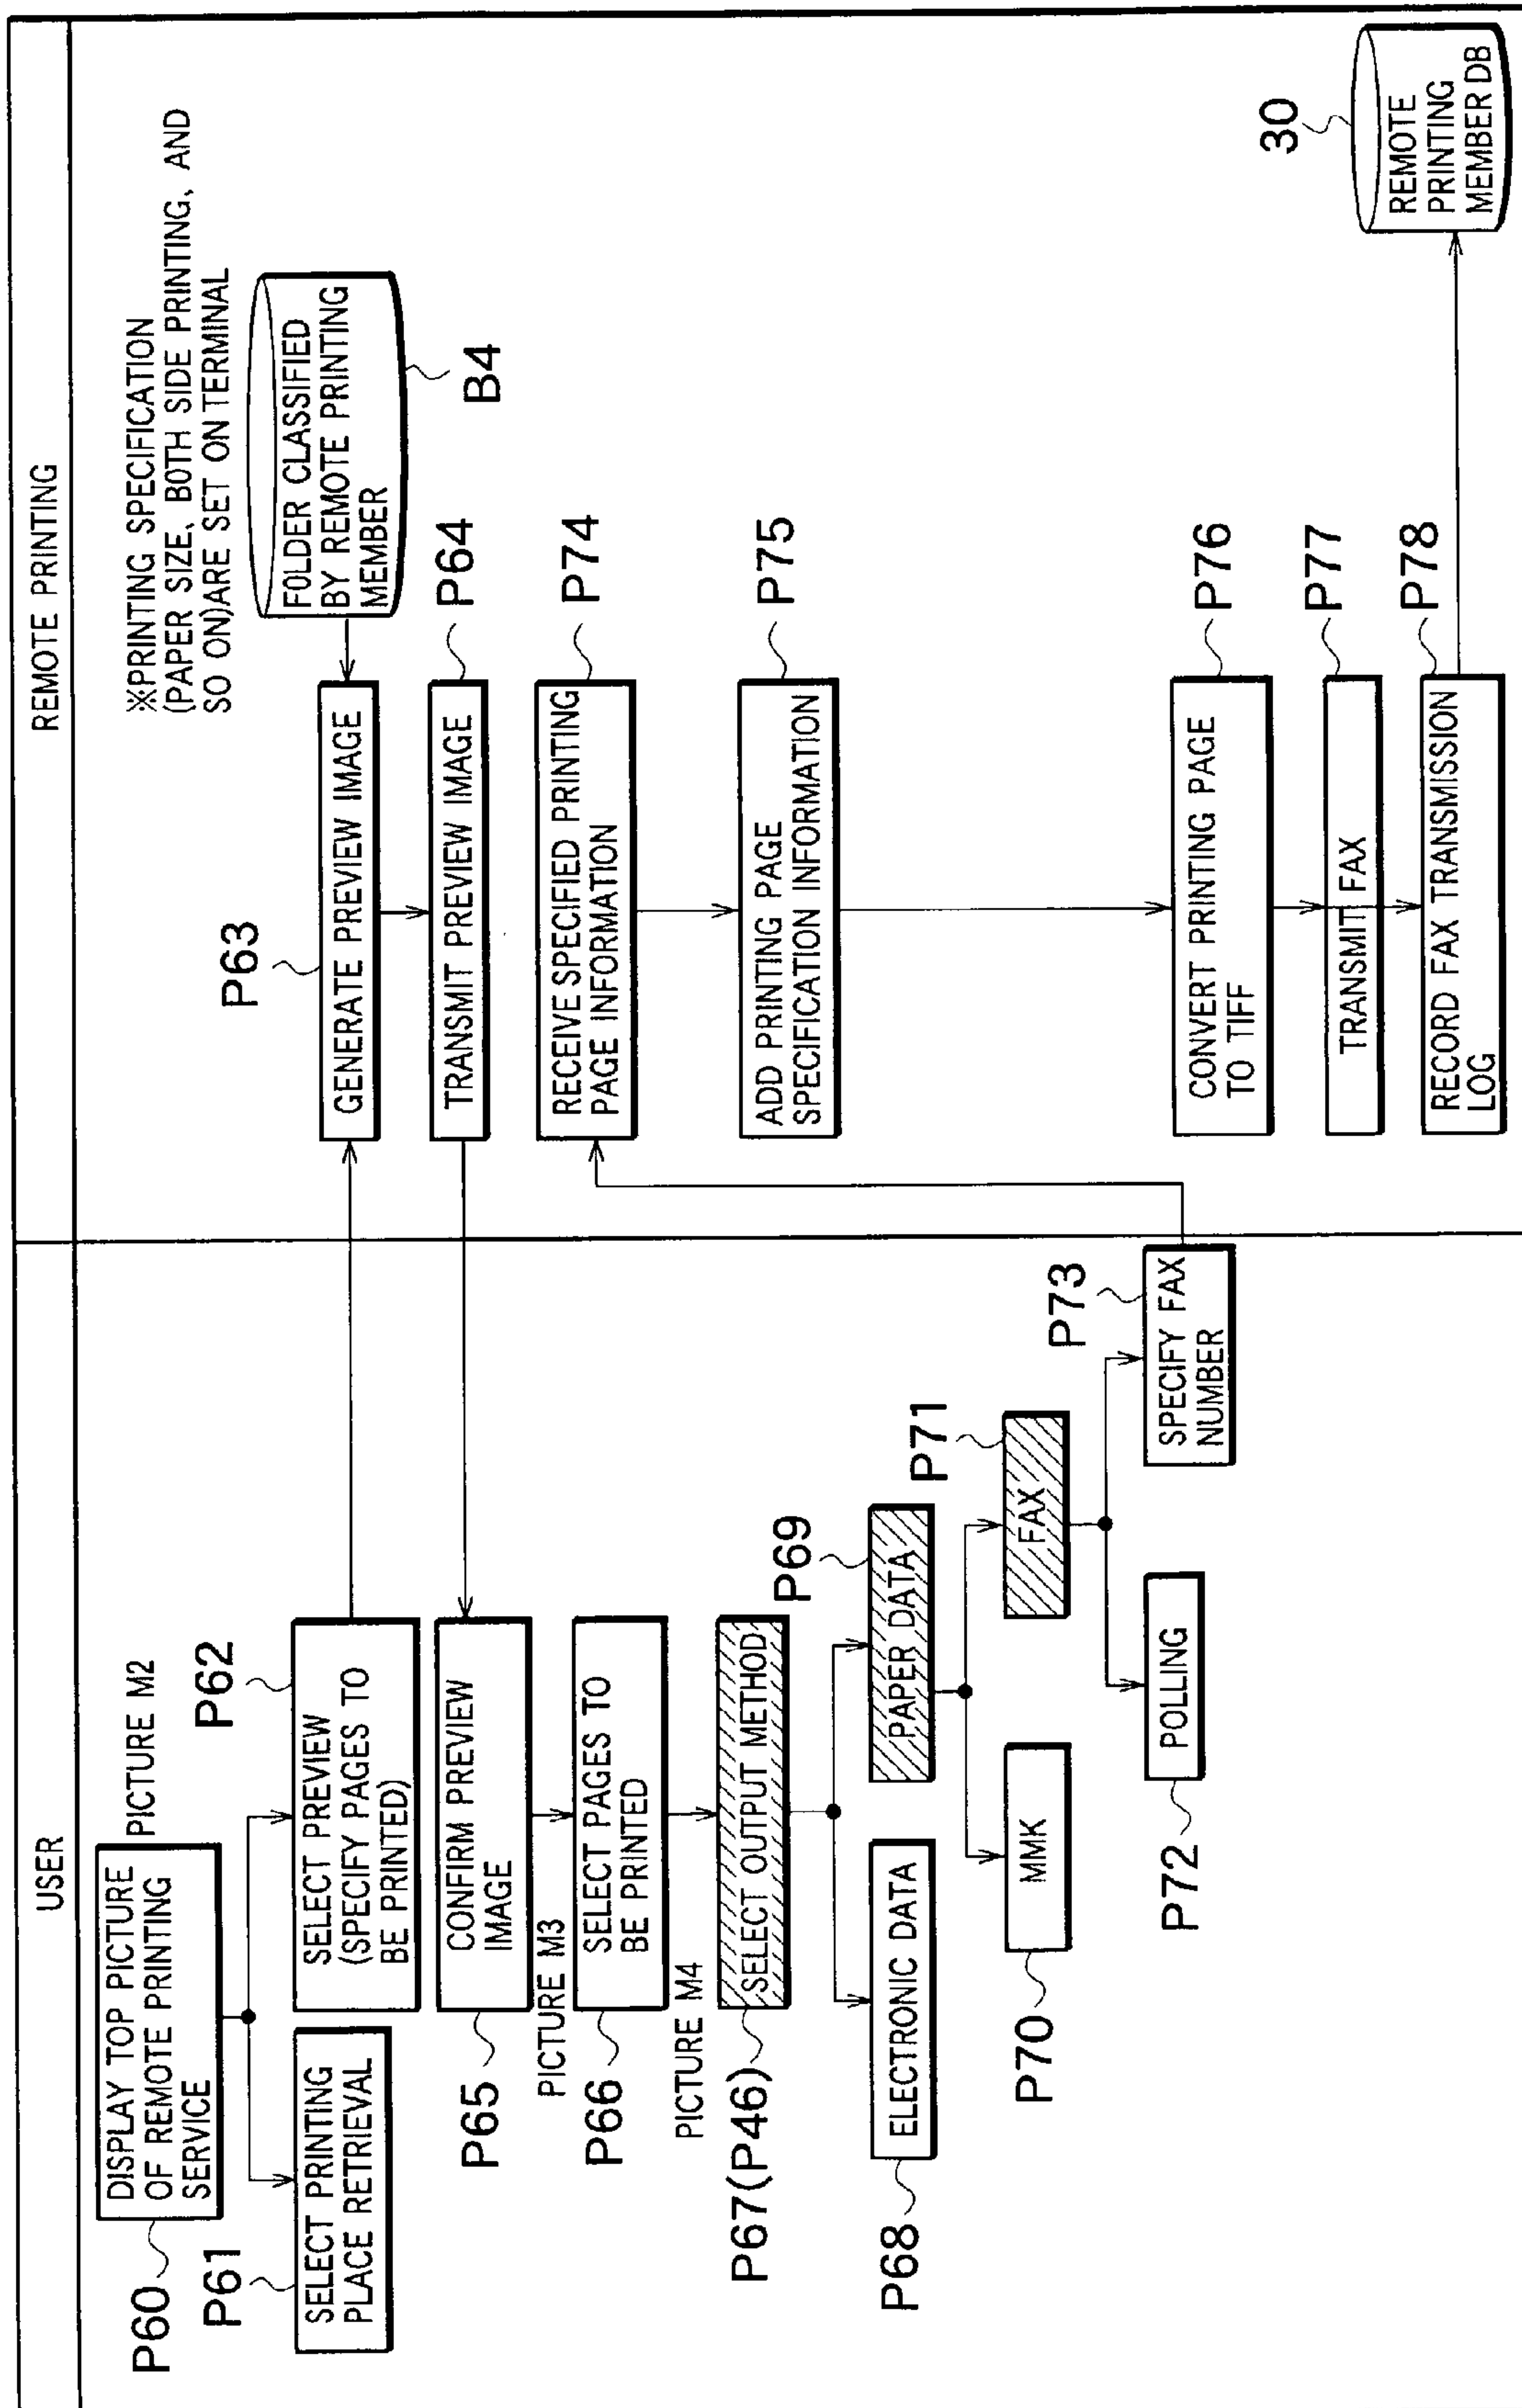 USER
REMOTE PRINTING
P60
DISPLAY TOP PICTURE
OF REMOTE PRINTING
SERVICE
PICTURE M2
P61
SELECT PRINTING
PLACE RETRIEVAL
P62
SELECT PREVIEW
(SPECIFY PAGES TO
BE PRINTED)
※PRINTING SPECIFICATION
(PAPER SIZE, BOTH SIDE PRINTING, AND
SO ON)ARE SET ON TERMINAL
P63
GENERATE PREVIEW IMAGE
FOLDER CLASSIFIED
BY REMOTE PRINTING
MEMBER
B4
P64
TRANSMIT PREVIEW IMAGE
P65
CONFIRM PREVIEW
IMAGE
PICTURE M3
P66
SELECT PAGES TO
BE PRINTED
PICTURE M4
P67(P46)
SELECT OUTPUT METHOD
P68
ELECTRONIC DATA
P69
PAPER DATA
P70
MMK
P71
FAX
P72
POLLING
P73
SPECIFY FAX
NUMBER
P74
RECEIVE SPECIFIED PRINTING
PAGE INFORMATION
P75
ADD PRINTING PAGE
SPECIFICATION INFORMATION
P76
CONVERT PRINTING PAGE
TO TIFF
P77
TRANSMIT FAX
P78
RECORD FAX TRANSMISSION
LOG
30
REMOTE
PRINTING
MEMBER DB